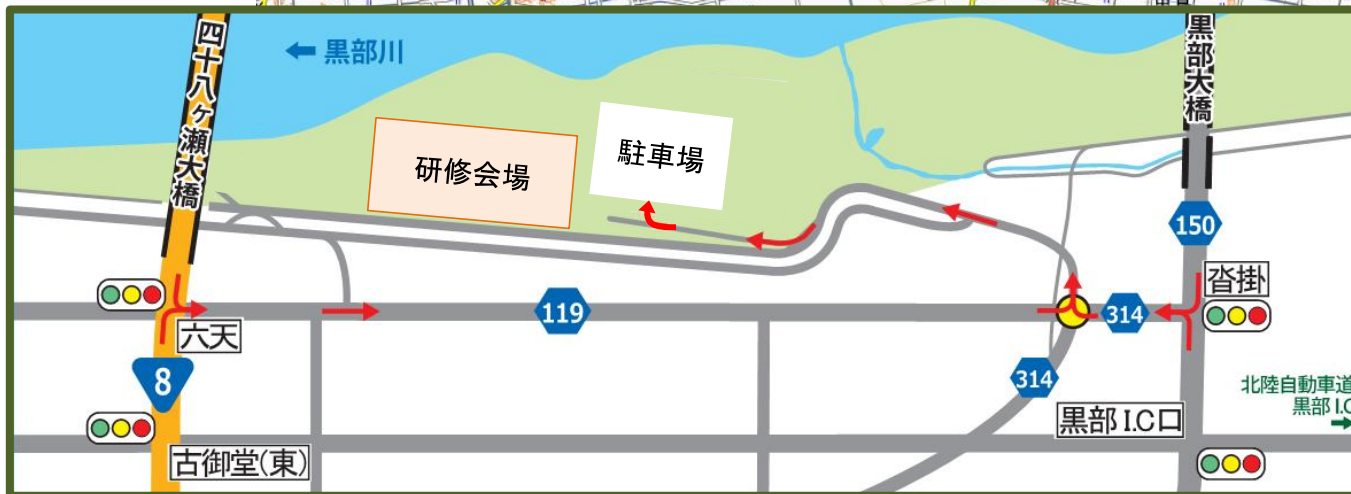 四十八ヶ瀬大橋
← 黒部川
研修会場
駐車場
黒部大橋
150
沓掛
119
314
六天
8
314
北陸自動車道
黒部I.C
黒部I.C口
古御堂(東)